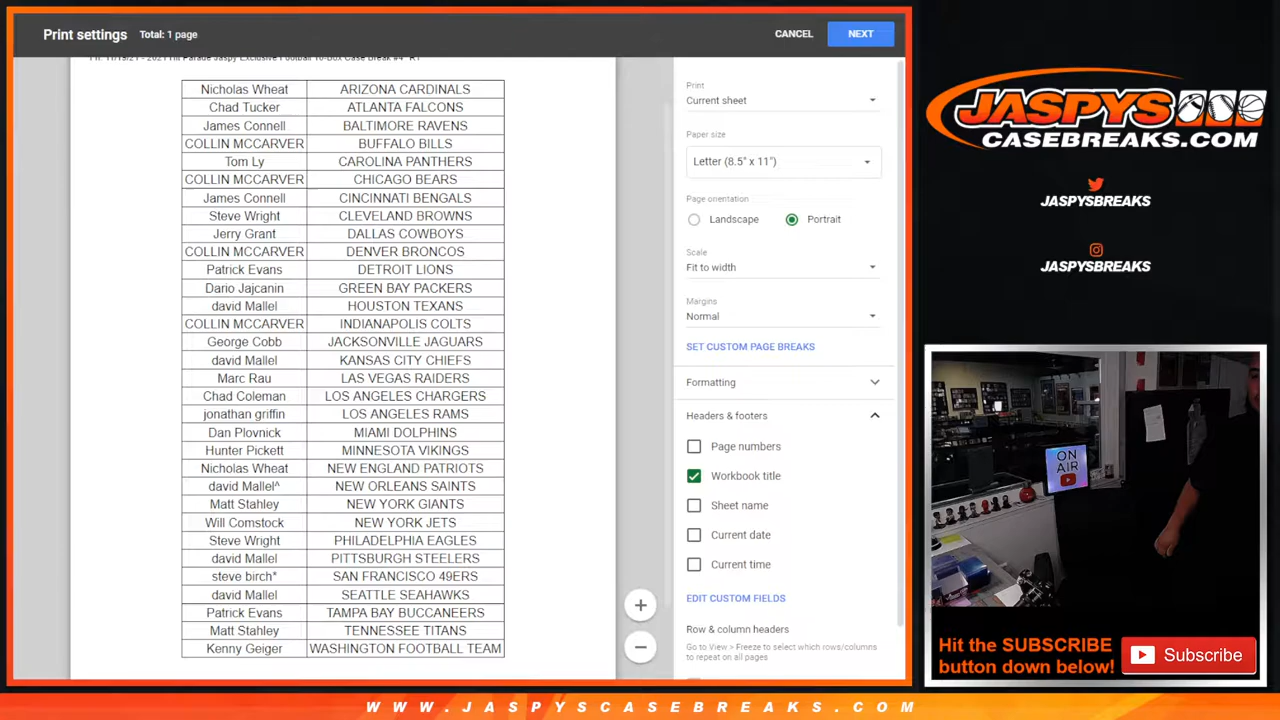 Print settings Total: 1 page CANCEL NEXT
Nicholas Wheat ARIZONA CARDINALS
Chad Tucker ATLANTA FALCONS
James Connell BALTIMORE RAVENS
COLLIN MCCARVER BUFFALO BILLS
Tom Ly CAROLINA PANTHERS
COLLIN MCCARVER CHICAGO BEARS
James Connell CINCINNATI BENGALS
Steve Wright CLEVELAND BROWNS
Jerry Grant DALLAS COWBOYS
COLLIN MCCARVER DENVER BRONCOS
Patrick Evans DETROIT LIONS
Dario Jajcanin GREEN BAY PACKERS
david Mallel HOUSTON TEXANS
COLLIN MCCARVER INDIANAPOLIS COLTS
George Cobb JACKSONVILLE JAGUARS
david Mallel KANSAS CITY CHIEFS
Marc Rau LAS VEGAS RAIDERS
Chad Coleman LOS ANGELES CHARGERS
jonathan griffin LOS ANGELES RAMS
Dan Plovnick MIAMI DOLPHINS
Hunter Pickett MINNESOTA VIKINGS
Nicholas Wheat NEW ENGLAND PATRIOTS
david Mallel^ NEW ORLEANS SAINTS
Matt Stahley NEW YORK GIANTS
Will Comstock NEW YORK JETS
Steve Wright PHILADELPHIA EAGLES
david Mallel PITTSBURGH STEELERS
steve birch* SAN FRANCISCO 49ERS
david Mallel SEATTLE SEAHAWKS
Patrick Evans TAMPA BAY BUCCANEERS
Matt Stahley TENNESSEE TITANS
Kenny Geiger WASHINGTON FOOTBALL TEAM
Print
Current sheet
Paper size
Letter (8.5" x 11")
Page orientation
Landscape Portrait
Scale
Fit to width
Margins
Normal
SET CUSTOM PAGE BREAKS
Formatting
Headers & footers
Page numbers
Workbook title
Sheet name
Current date
Current time
EDIT CUSTOM FIELDS
Row & column headers
Go to View > Freeze to select which rows/columns
to repeat on all pages
JASPYS
CASEBREAKS.COM
JASPYSBREAKS
JASPYSBREAKS
ON
AIR
Hit the SUBSCRIBE
button down below!
Subscribe
WWW.JASPYSCASEBREAKS.COM